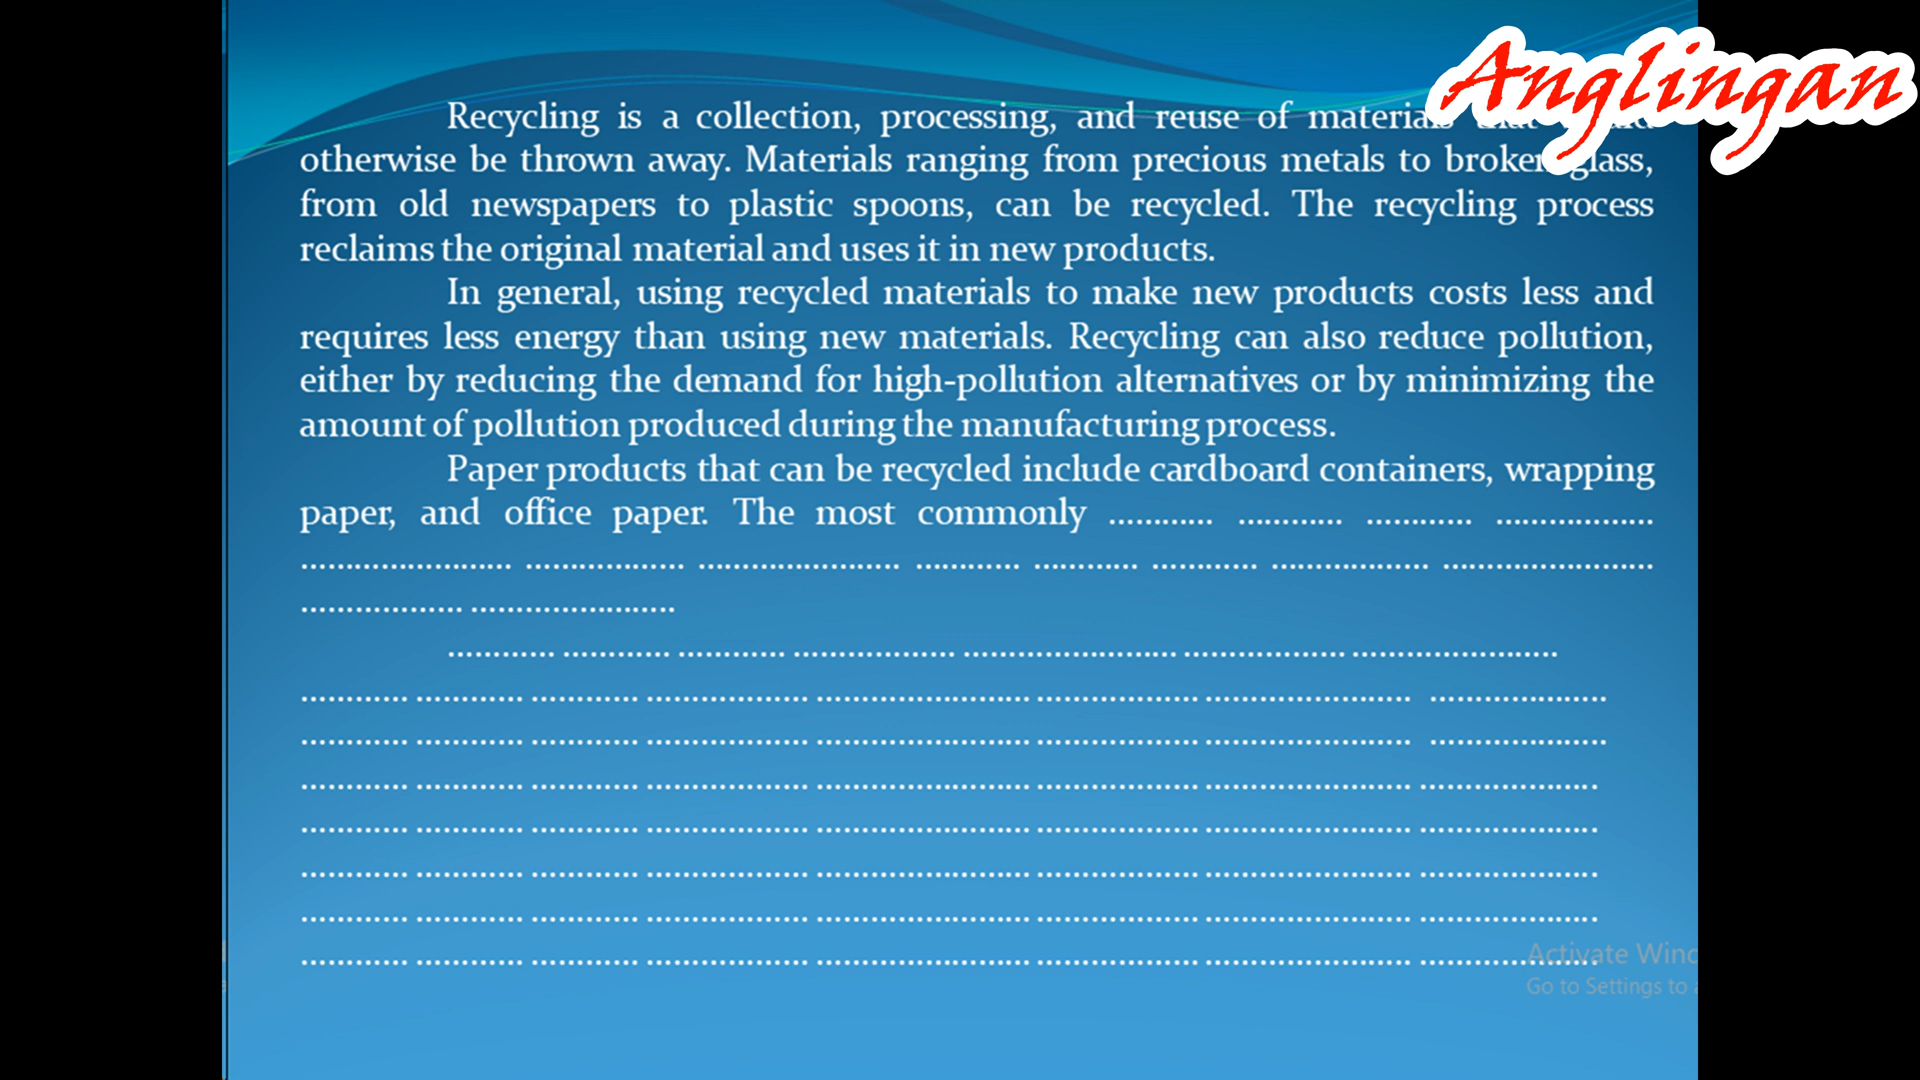 Anglingan
Recycling is a collection, processing, and reuse of materials
otherwise be thrown away. Materials ranging from precious metals to broken glass,
from old newspapers to plastic spoons, can be recycled. The recycling process
reclaims the original material and uses it in new products.
In general, using recycled materials to make new products costs less and
requires less energy than using new materials. Recycling can also reduce pollution,
either by reducing the demand for high-pollution alternatives or by minimizing the
amount of pollution produced during the manufacturing process.
Paper products that can be recycled include cardboard containers, wrapping
paper, and office paper. The most commonly ............ ............ ............ ..................
........................ .................. ....................... ............ ............ ............ .................. ........................
.................. .......................
............ ............ ............ .................. ........................ .................. .......................
............ ............ ............ .................. ........................ .................. ....................... ....................
............ ............ ............ .................. ........................ .................. ....................... ....................
............ ............ ............ .................. ........................ .................. ....................... ....................
............ ............ ............ .................. ........................ .................. ....................... ....................
............ ............ ............ .................. ........................ .................. ....................... ....................
............ ............ ............ .................. ........................ .................. ....................... ....................
............ ............ ............ .................. ........................ .................. ....................... ....................
Activate Wind
Go to Settings to